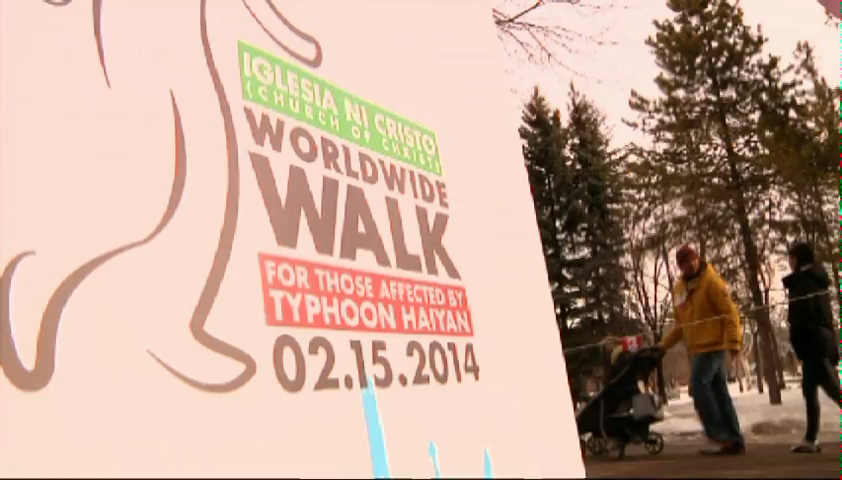 IGLESIA NI CRISTO
(CHURCH OF CHRIST)
WORLDWIDE
WALK
FOR THOSE AFFECTED BY
TYPHOON HAIYAN
02.15.2014